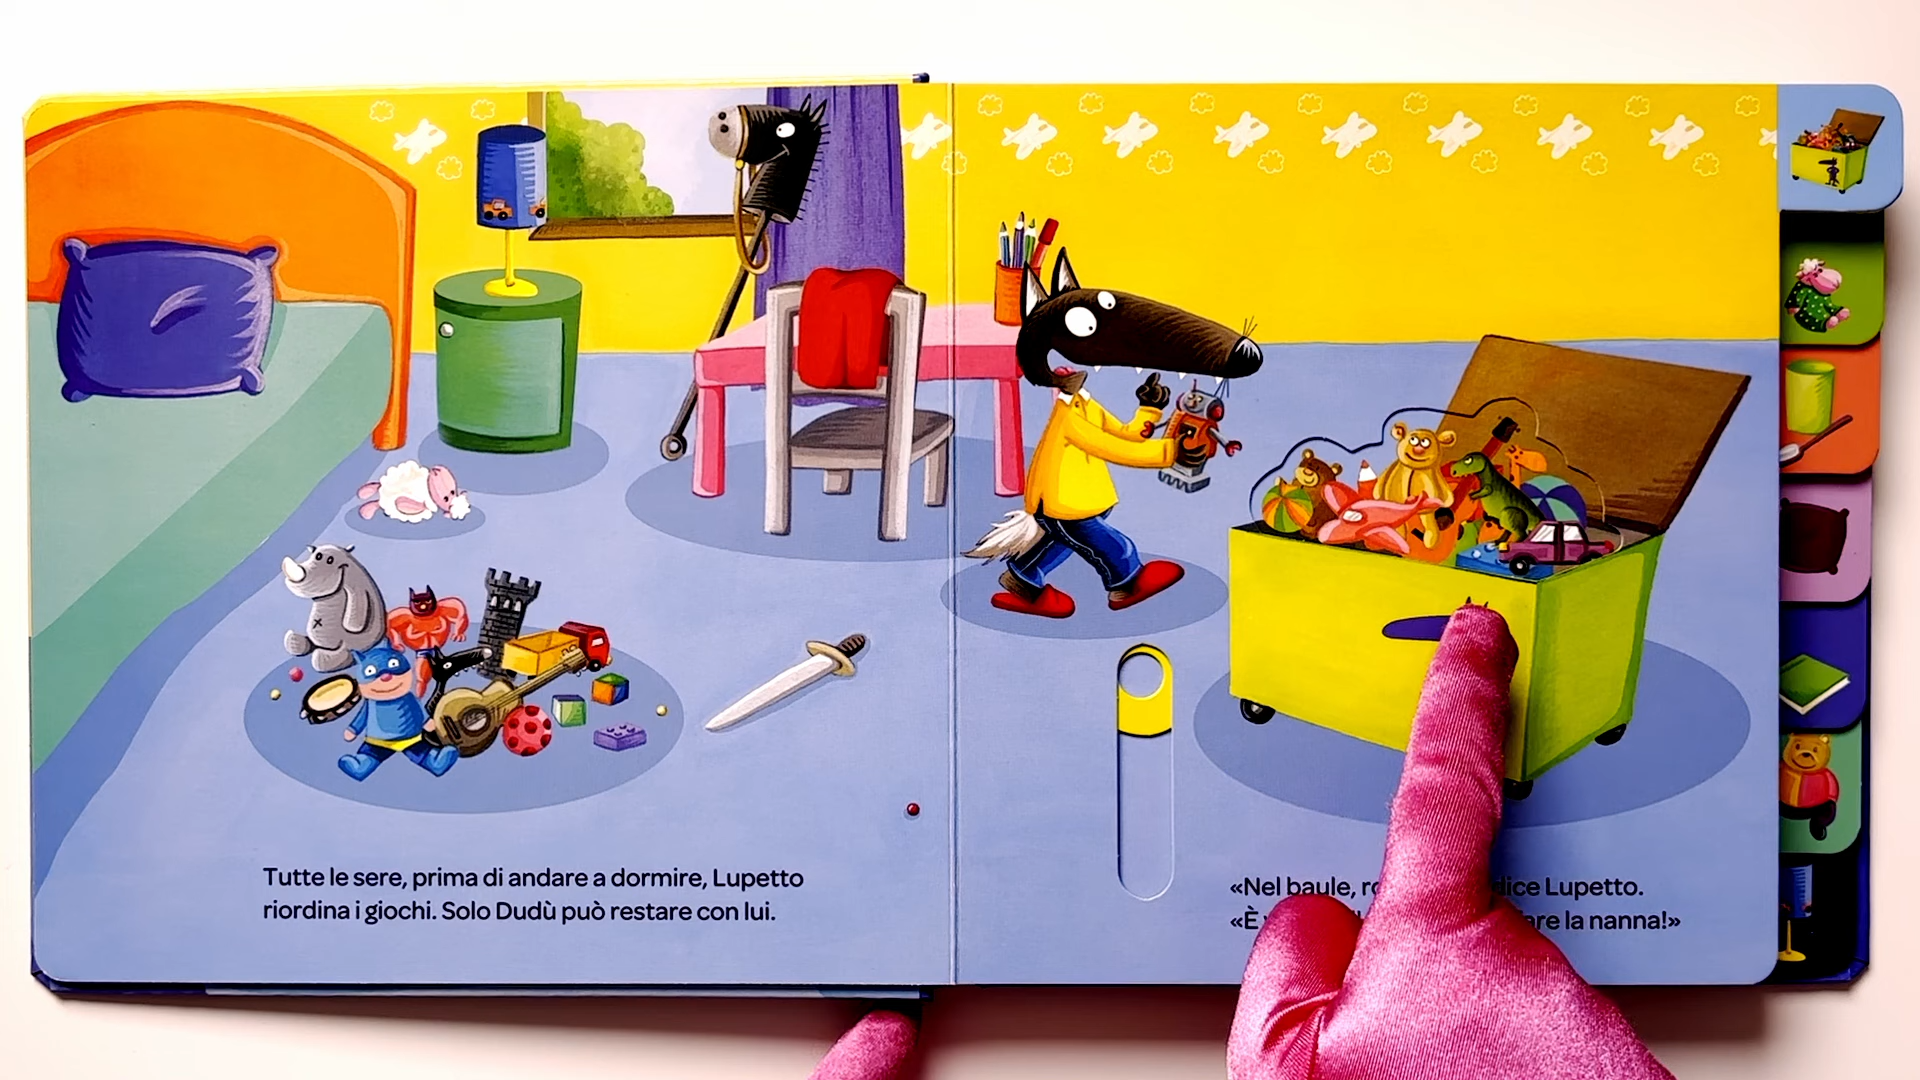 Tutte le sere, prima di andare a dormire, Lupetto
riordina i giochi. Solo Dudù può restare con lui.
«Nel baule, dice Lupetto.
«È la nanna!»